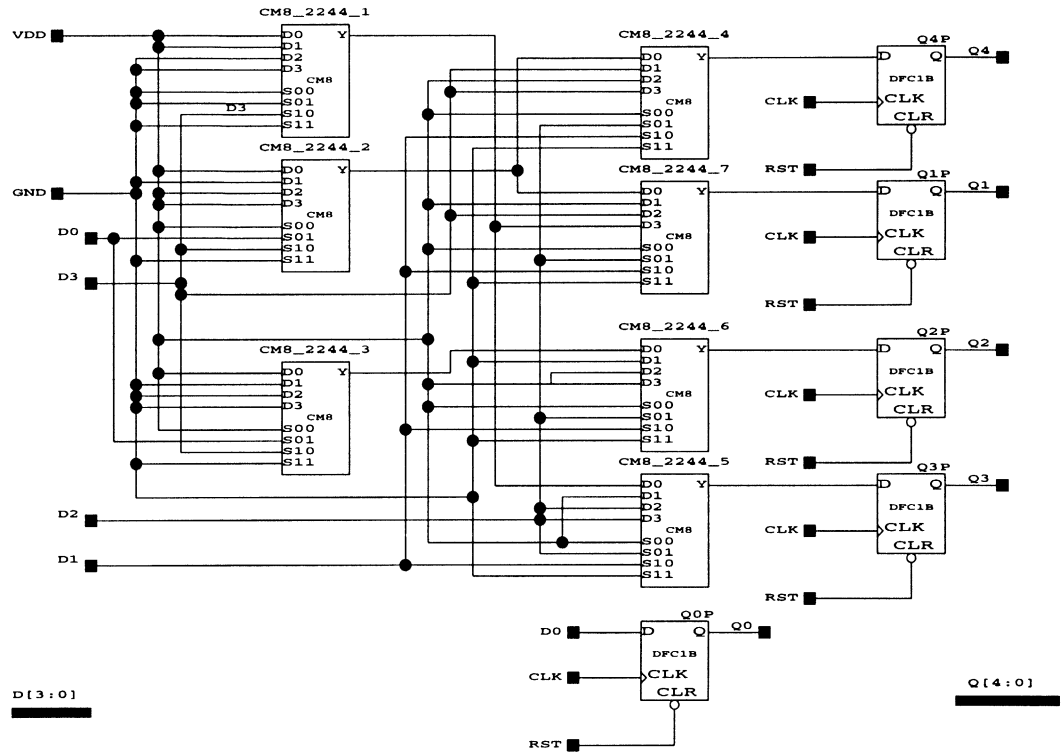 CM8_2244_1
VDD
D0 Y
D1
D2
D3
CM8
S00
S01
D3
S10
S11
CM8_2244_2
D0 Y
D1
GND
D2
D3
CM8
S00
D0
S01
S10
S11
D3
CM8_2244_3
D0 Y
D1
D2
D3
CM8
S00
S01
S10
S11
D2
D1
CM8_2244_4
D0 Y
D1
D2
D3
CM8
S00
S01
S10
S11
CM8_2244_7
D0 Y
D1
D2
D3
CM8
S00
S01
S10
S11
CM8_2244_6
D0 Y
D1
D2
D3
CM8
S00
S01
S10
S11
CM8_2244_5
D0 Y
D1
D2
D3
CM8
S00
S01
S10
S11
Q4P
D Q Q4
DFC1B
CLK CLK
CLR
RST
Q1P
D Q Q1
DFC1B
CLK CLK
CLR
RST
Q2P
D Q Q2
DFC1B
CLK CLK
CLR
RST
Q3P
D Q Q3
DFC1B
CLK CLK
CLR
RST
Q0P
D0 D Q Q0
DFC1B
CLK CLK
CLR
RST
D[3:0]
Q[4:0]